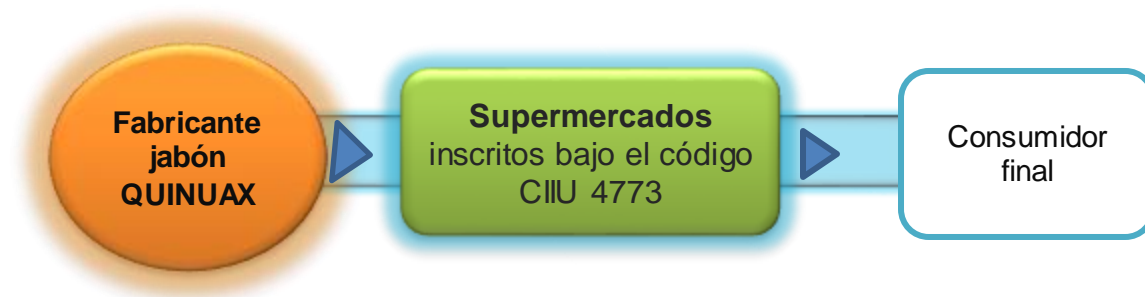 Fabricante
jabón
QUINUAX
Supermercados
inscritos bajo el código
CIIU 4773
Consumidor
final